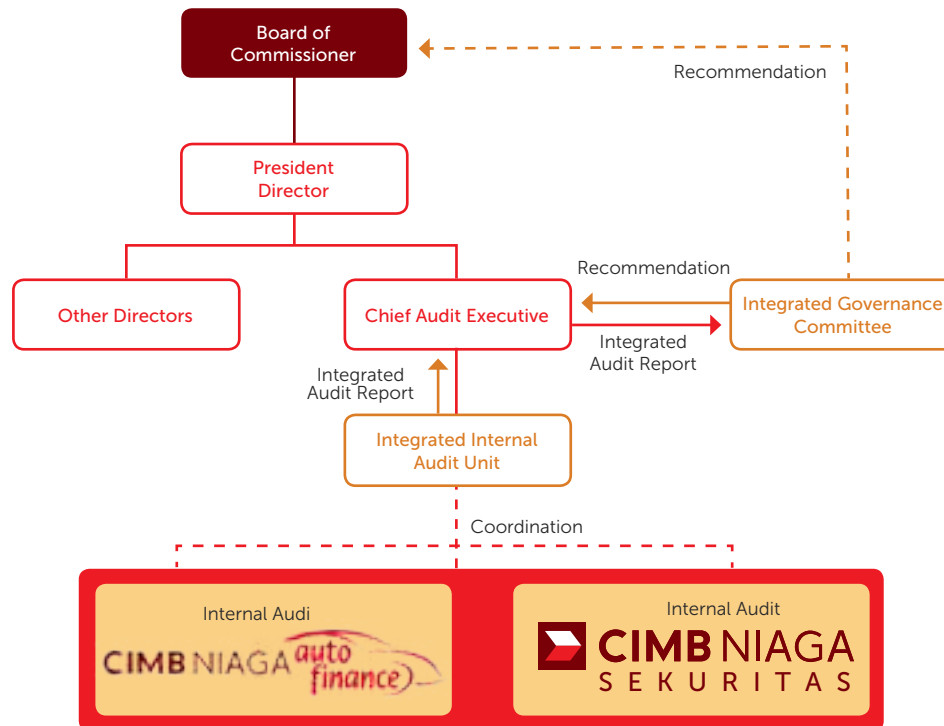 Board of
Commissioner
Recommendation
President
Director
Recommendation
Other Directors
Chief Audit Executive
Integrated Governance
Committee
Integrated
Audit Report
Integrated
Audit Report
Integrated Internal
Audit Unit
Coordination
Internal Audi
CIMB NIAGA auto
finance
Internal Audit
CIMB NIAGA
SEKURITAS